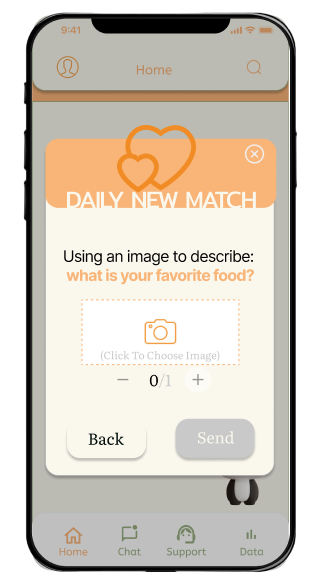 9:41
Home
DAILY NEW MATCH
Using an image to describe:
what is your favorite food?
(Click To Choose Image)
0/1
Back
Send
Home
Chat
Support
Data